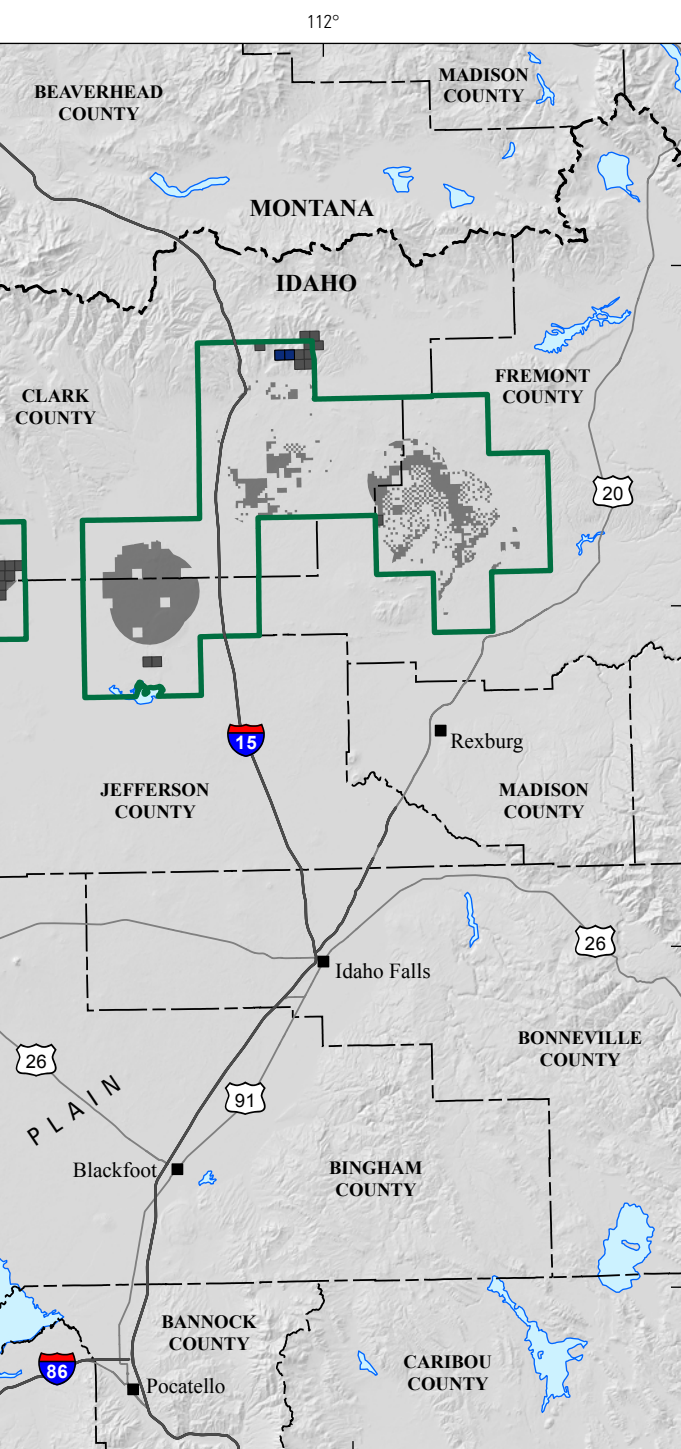 112°
MADISON
COUNTY
BEAVERHEAD
COUNTY
MONTANA
IDAHO
FREMONT
COUNTY
CLARK
COUNTY
20
15
Rexburg
JEFFERSON
COUNTY
MADISON
COUNTY
26
Idaho Falls
BONNEVILLE
COUNTY
26
91
PLAIN
Blackfoot
BINGHAM
COUNTY
BANNOCK
COUNTY
CARIBOU
COUNTY
86
Pocatello